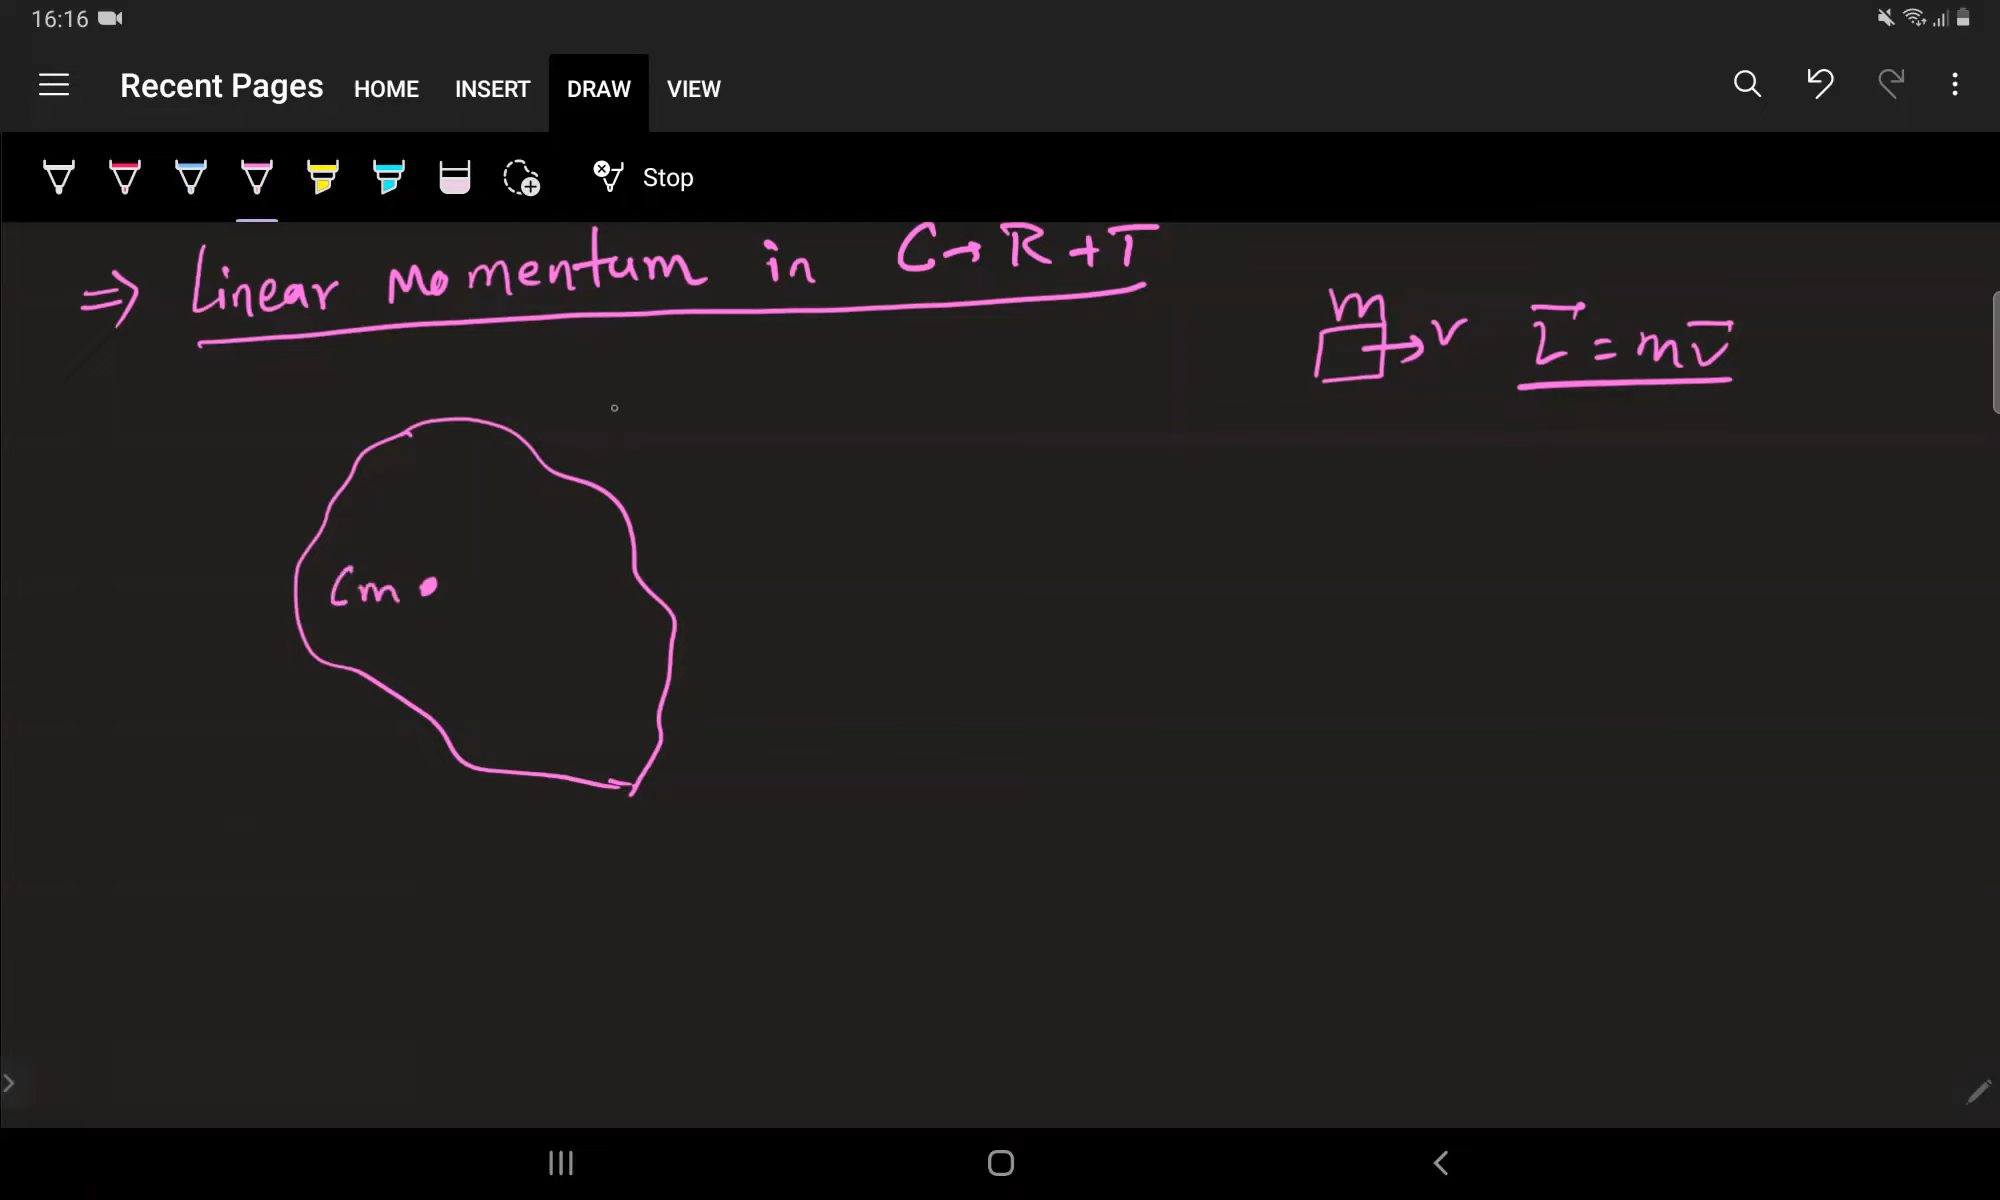 16:16
Recent Pages HOME INSERT DRAW VIEW
Stop
⇒ Linear Momentum in C→R+T
m
v L = mv
Cm